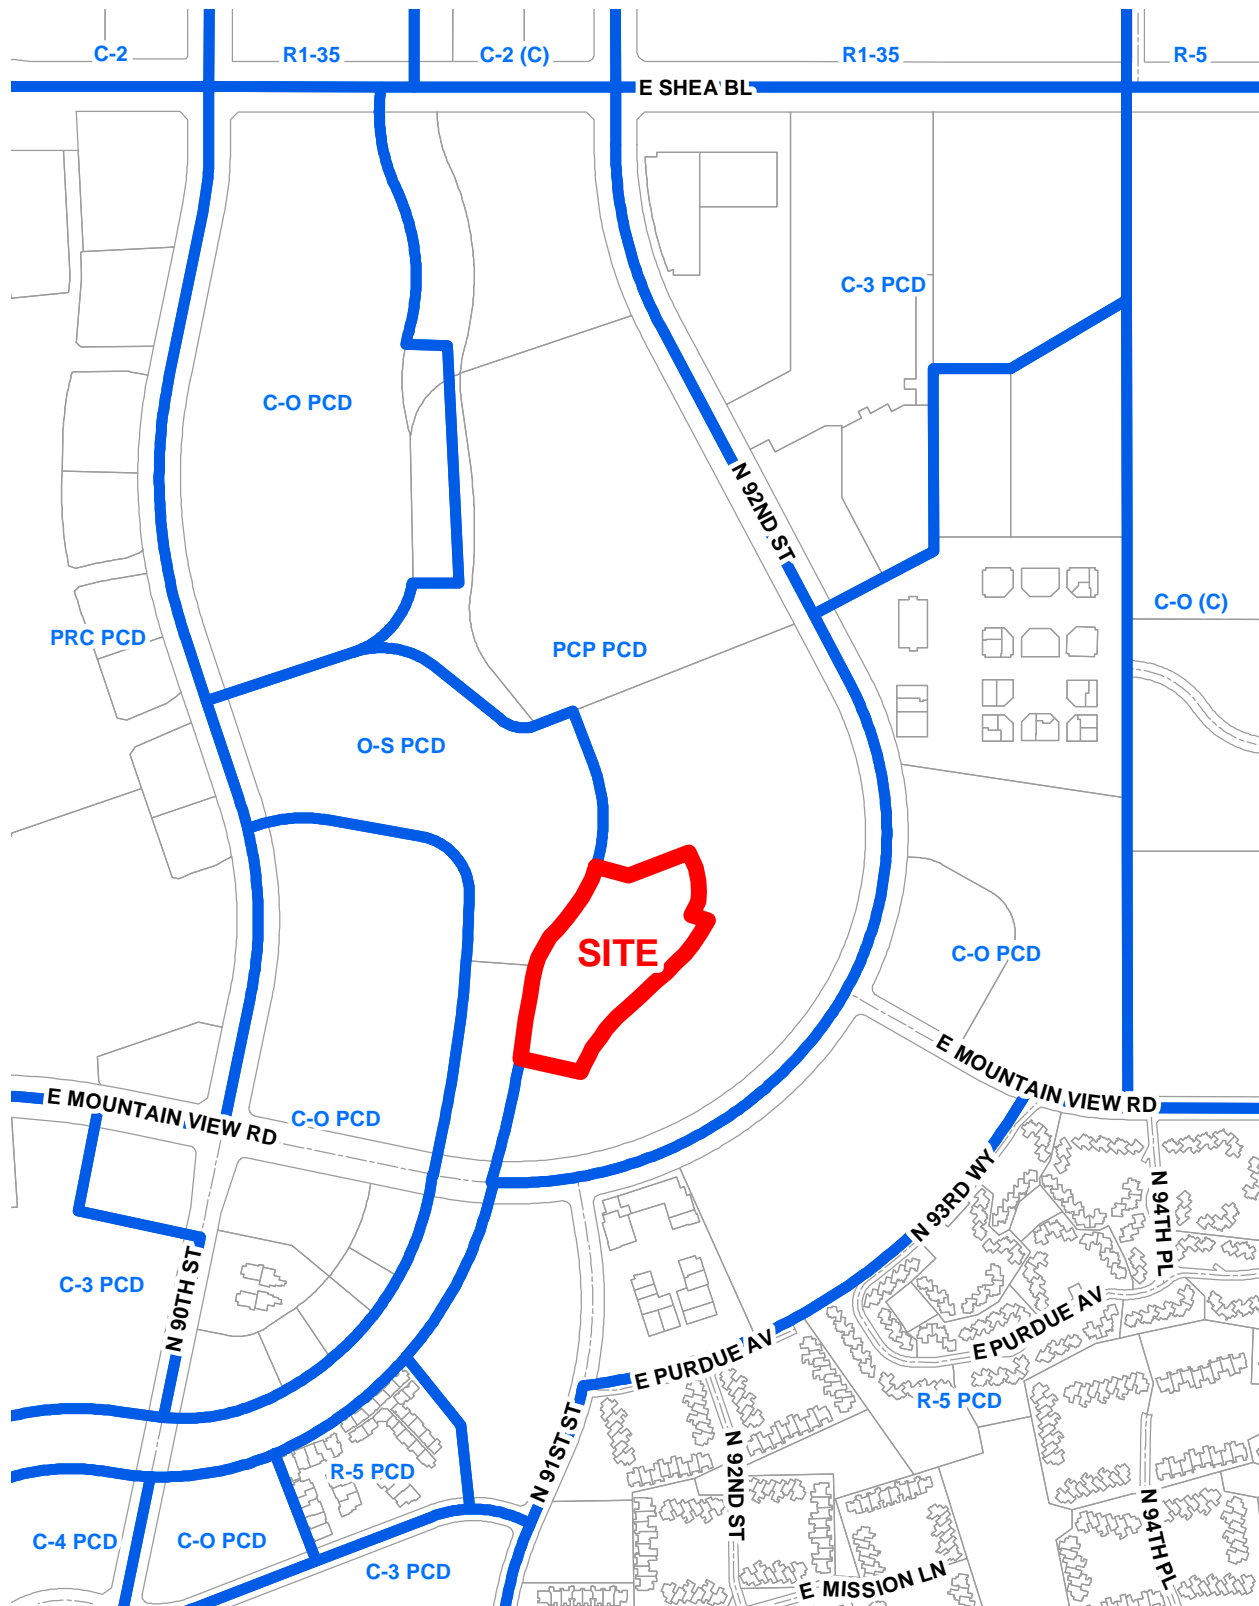 C-2
R1-35
C-2 (C)
R1-35
R-5
E SHEA BL
C-3 PCD
C-O PCD
N 92ND ST
C-O (C)
PRC PCD
PCP PCD
O-S PCD
SITE
C-O PCD
E MOUNTAIN VIEW RD
E MOUNTAIN VIEW RD
C-O PCD
N 93RD WY
N 94TH PL
C-3 PCD
N 90TH ST
E PURDUE AV
E PURDUE AV
R-5 PCD
N 91ST ST
N 92ND ST
R-5 PCD
N 94TH PL
C-4 PCD
C-O PCD
C-3 PCD
E MISSION LN